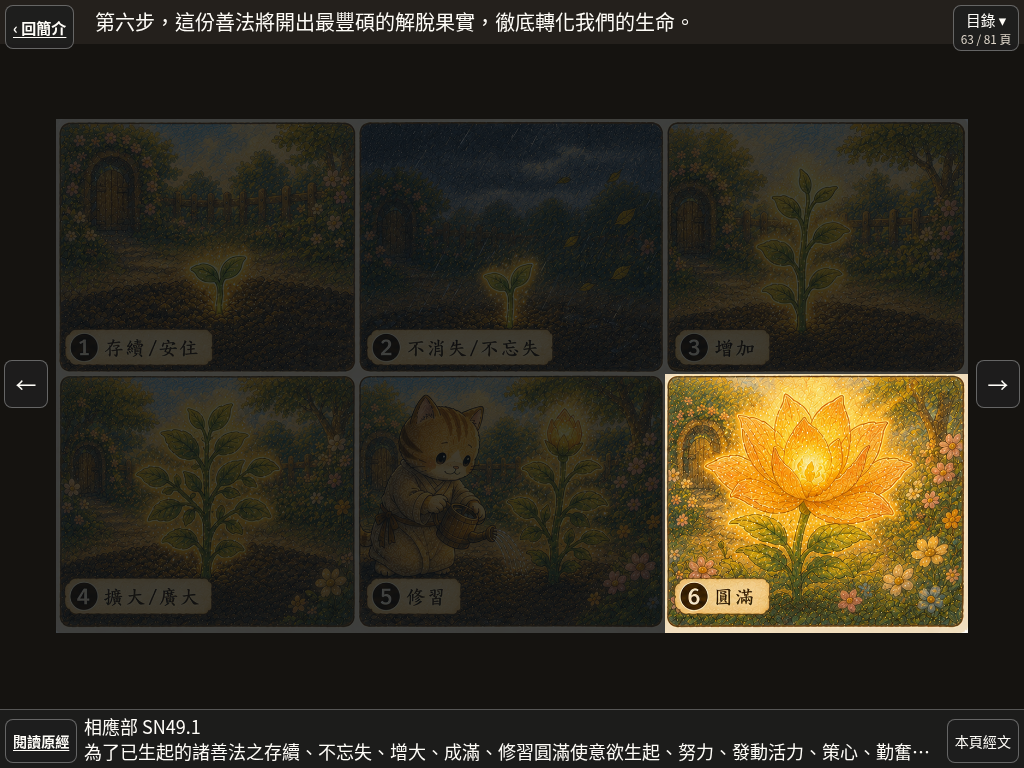 ‹ 回簡介
第六步，這份善法將開出最豐碩的解脫果實，徹底轉化我們的生命。
目錄 ▾
63 / 81 頁
1 存續/安住
2 不消失/不忘失
3 增加
←
→
4 擴大/廣大
5 修習
6 圓滿
閱讀原經
相應部 SN49.1
為了已生起的諸善法之存續、不忘失、增大、成滿、修習圓滿使意欲生起、努力、發動活力、策心、勤奮⋯
本頁經文